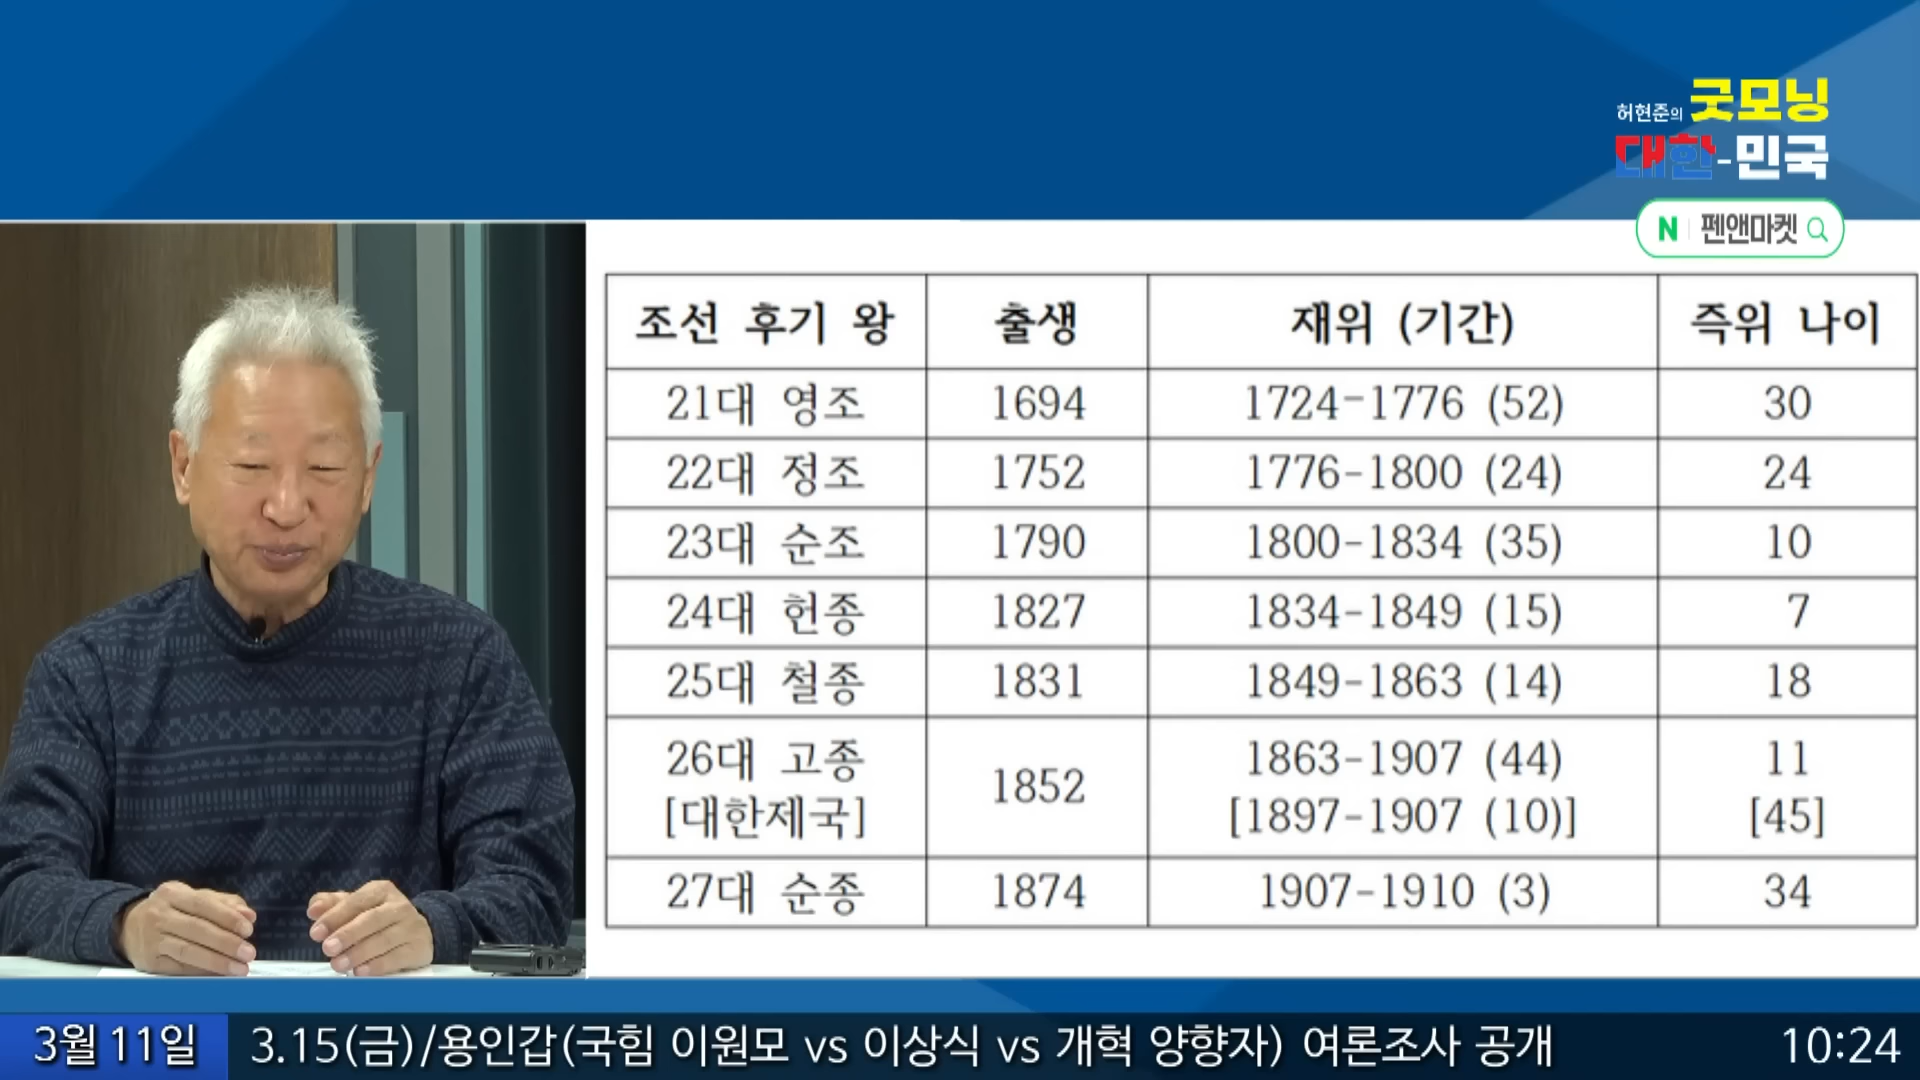 허현준의 굿모닝
대한-민국
N 펜앤마켓
조선 후기 왕 출생 재위 (기간) 즉위 나이
21대 영조 1694 1724-1776 (52) 30
22대 정조 1752 1776-1800 (24) 24
23대 순조 1790 1800-1834 (35) 10
24대 헌종 1827 1834-1849 (15) 7
25대 철종 1831 1849-1863 (14) 18
26대 고종 1852 1863-1907 (44) 11
[대한제국] [1897-1907 (10)] [45]
27대 순종 1874 1907-1910 (3) 34
3월 11일 3.15(금)/용인갑(국힘 이원모 vs 이상식 vs 개혁 양향자) 여론조사 공개 10:24